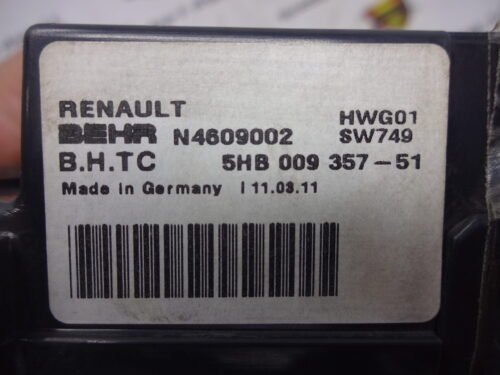 RENAULT HWG01
BEHR N4609002 SW749
B.H.TC 5HB 009 357-51
Made in Germany I 11.03.11